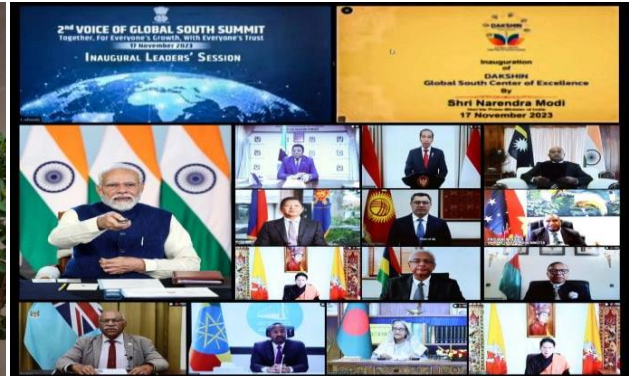 2nd VOICE OF GLOBAL SOUTH SUMMIT
Together, For Everyone's Growth, With Everyone's Trust
17 November 2023
INAUGURAL LEADERS' SESSION
DAKSHIN
Inauguration
of
DAKSHIN
Global South Center of Excellence
By
Shri Narendra Modi
17 November 2023